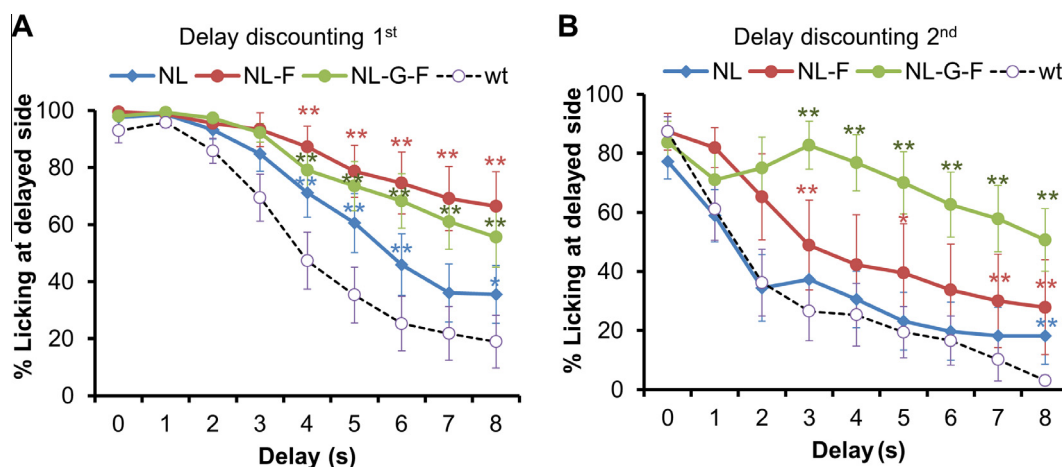 A
Delay discounting 1st
NL NL-F NL-G-F wt
% Licking at delayed side
100
80
60
40
20
0
** ** ** ** **
** ** ** ** **
** ** ** *
0 1 2 3 4 5 6 7 8
Delay (s)
B
Delay discounting 2nd
NL NL-F NL-G-F wt
% Licking at delayed side
100
80
60
40
20
0
** ** ** ** ** **
** * ** **
**
0 1 2 3 4 5 6 7 8
Delay (s)